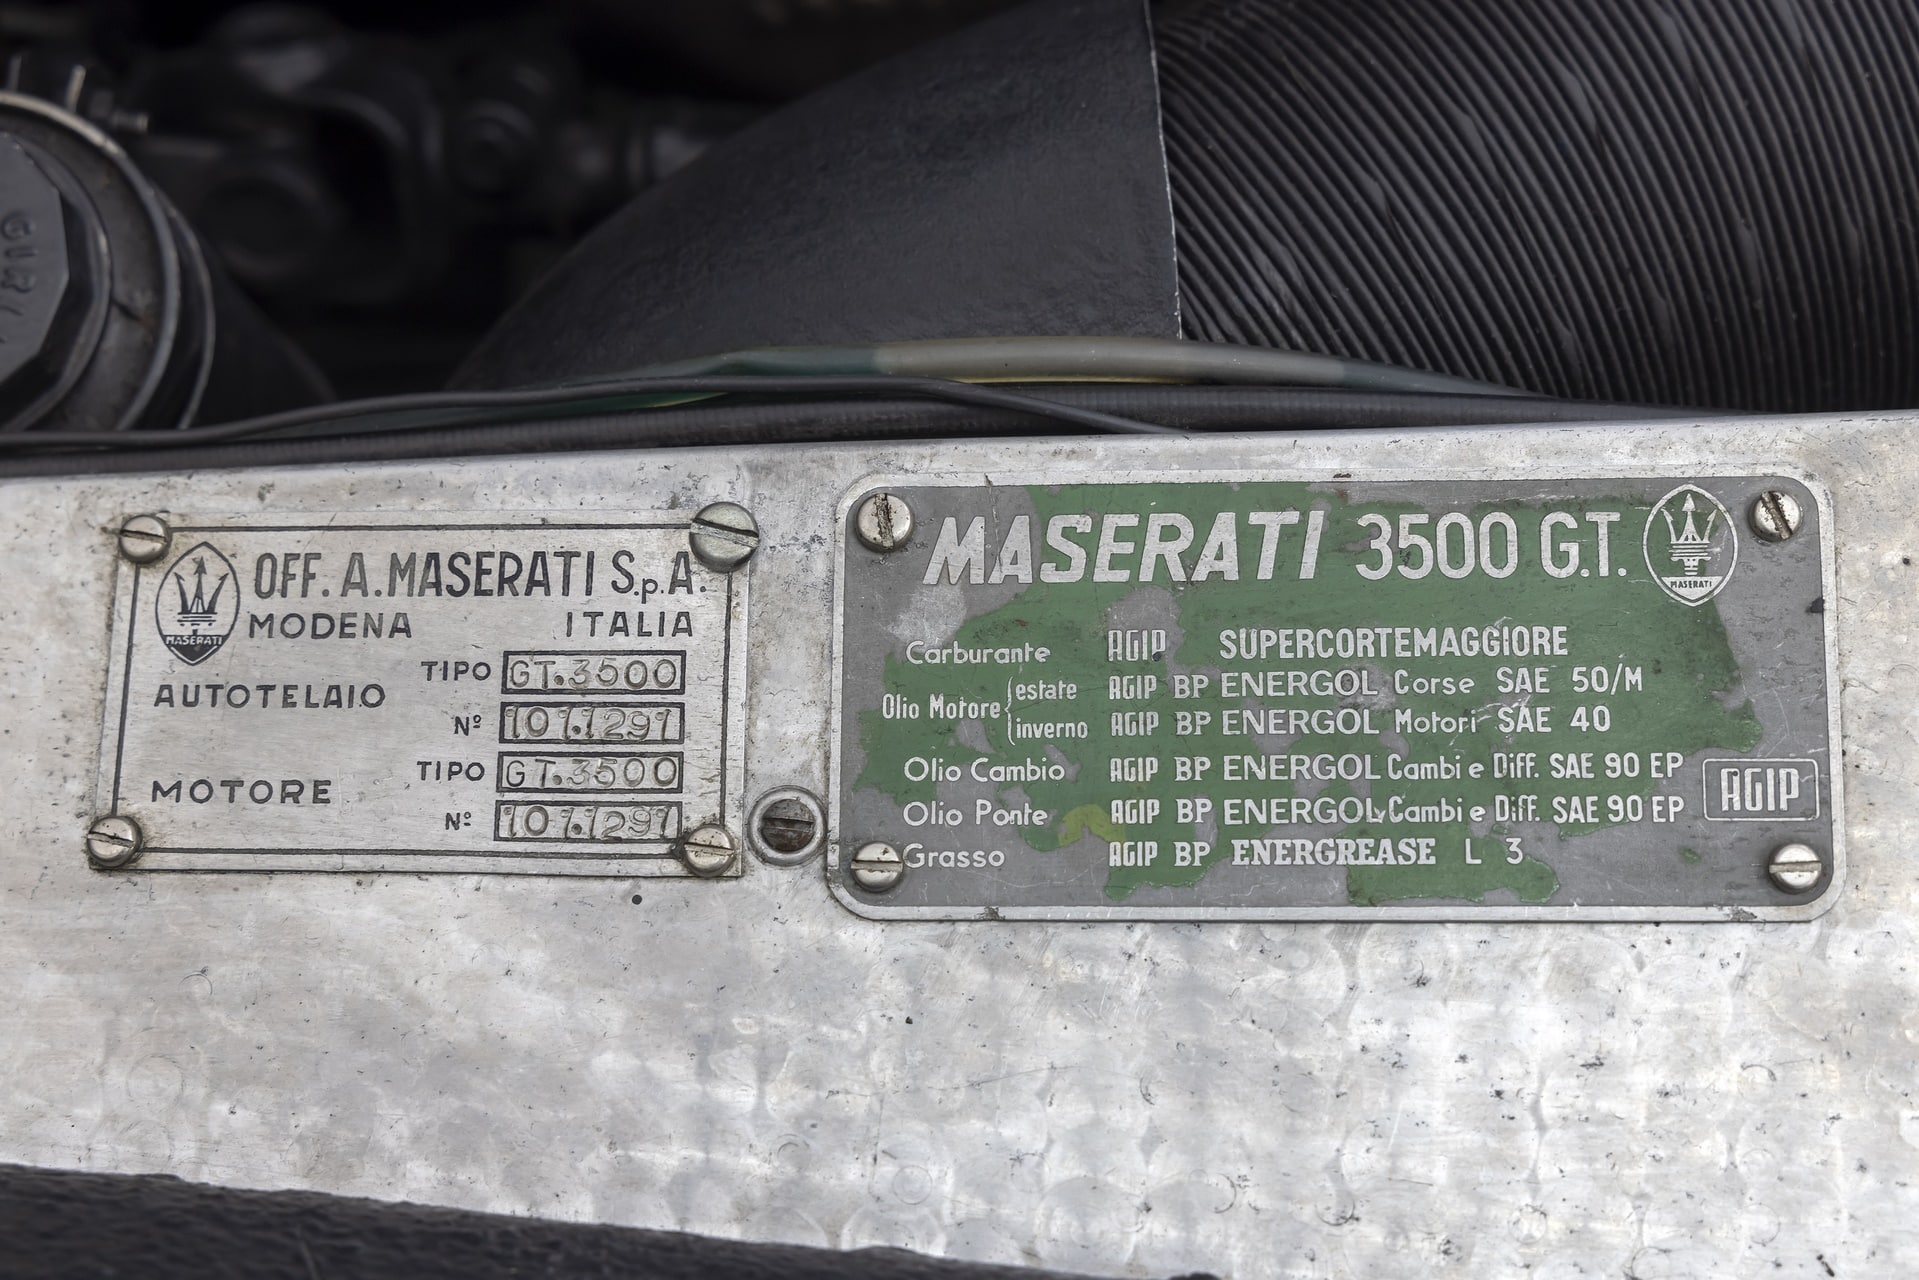 MASERATI
OFF. A. MASERATI S.p.A.
MODENA ITALIA
AUTOTELAIO
TIPO GT.3500
Nº 101.1291
MOTORE
TIPO GT.3500
Nº 101.1291
MASERATI 3500 G.T.
MASERATI
Carburante AGIP SUPERCORTEMAGGIORE
Olio Motore
estate AGIP BP ENERGOL Corse SAE 50/M
inverno AGIP BP ENERGOL Motori SAE 40
Olio Cambio AGIP BP ENERGOL Cambi e Diff. SAE 90 EP
Olio Ponte AGIP BP ENERGOL Cambi e Diff. SAE 90 EP
AGIP
Grasso AGIP BP ENERGREASE L 3